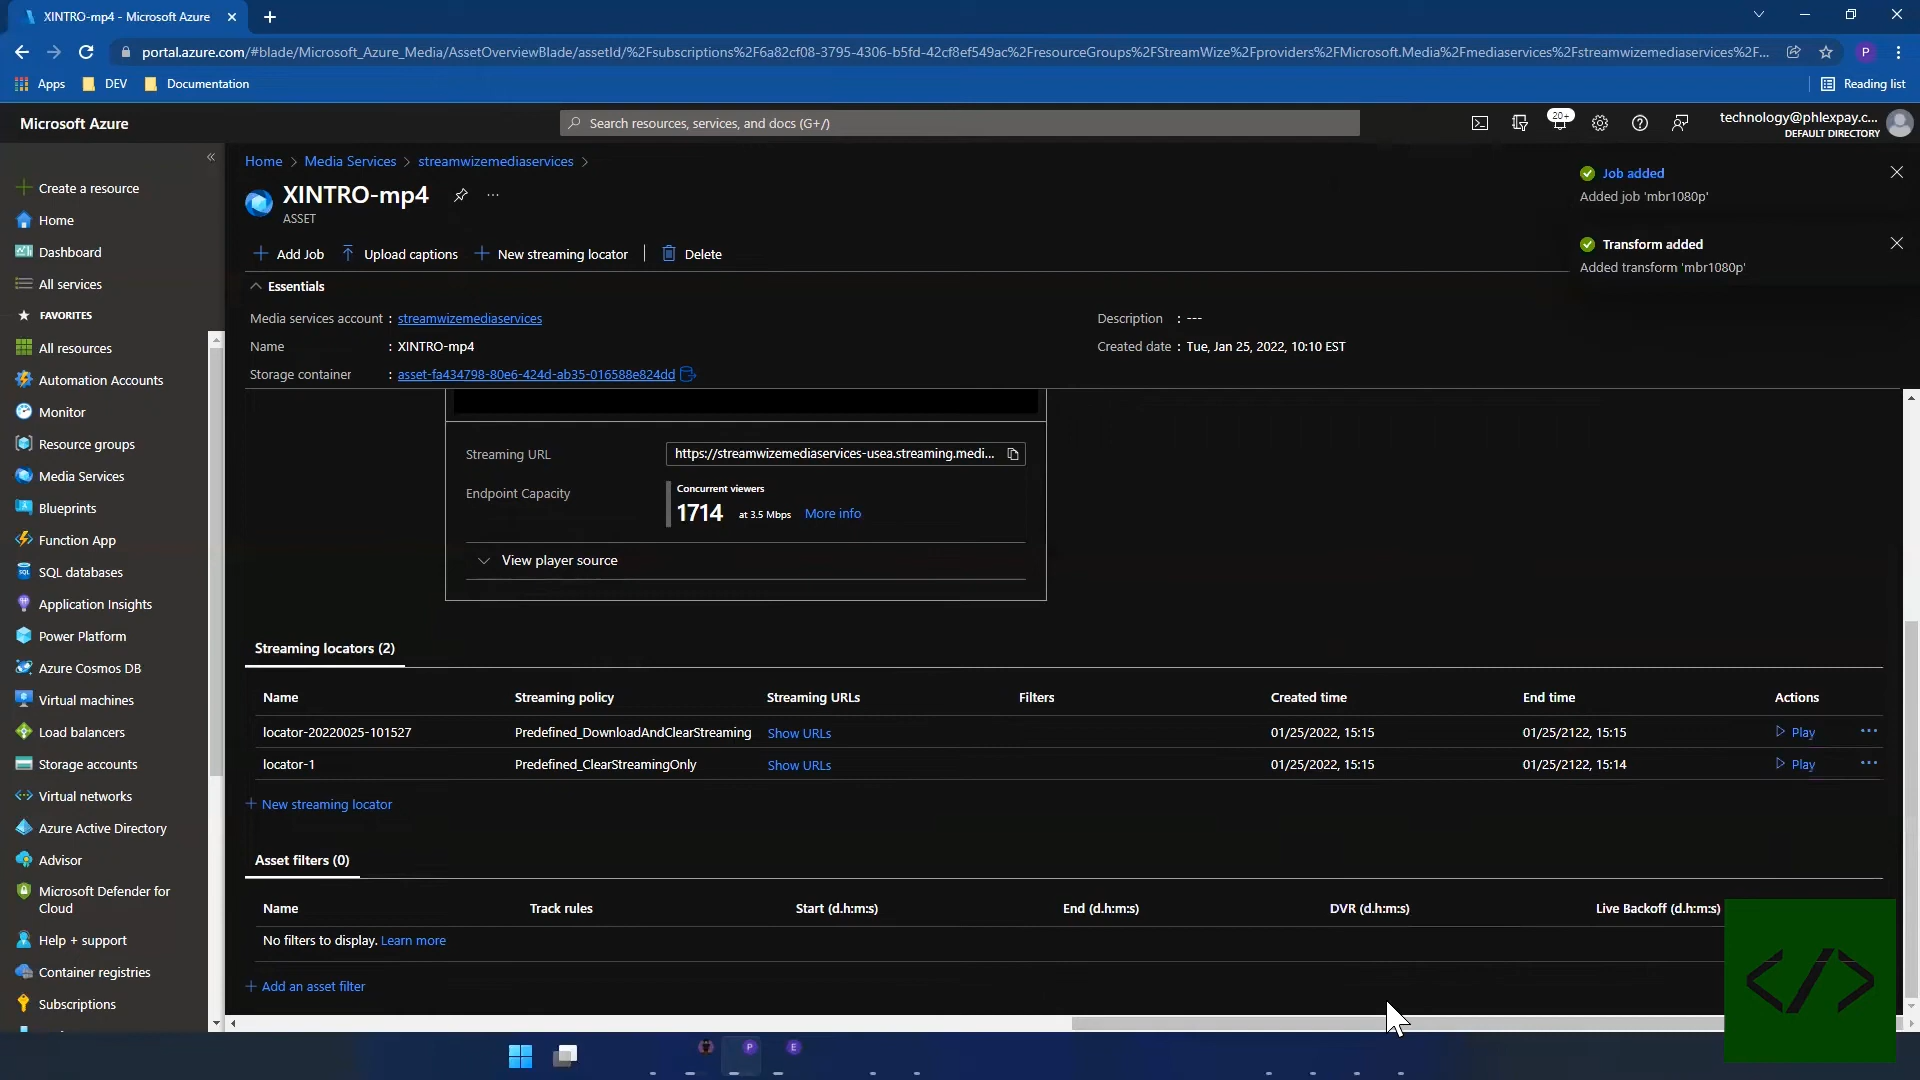 XINTRO-mp4 - Microsoft Azure
portal.azure.com/#blade/Microsoft_Azure_Media/AssetOverviewBlade/assetId/%2Fsubscriptions%2F6a82cf08-3795-4306-b5fd-42cf8ef549ac%2FresourceGroups%2FStreamWize%2Fproviders%2FMicrosoft.Media%2Fmediaservices%2Fstreamwizemediaservices%2F...
P
Apps
DEV
Documentation
Reading list
Microsoft Azure
Search resources, services, and docs (G+/)
20+
technology@phlexpay.c...
DEFAULT DIRECTORY
Create a resource
Home
Dashboard
All services
FAVORITES
All resources
Automation Accounts
Monitor
Resource groups
Media Services
Blueprints
Function App
SQL databases
Application Insights
Power Platform
Azure Cosmos DB
Virtual machines
Load balancers
Storage accounts
Virtual networks
Azure Active Directory
Advisor
Microsoft Defender for
Cloud
Help + support
Container registries
Subscriptions
Home > Media Services > streamwizemediaservices >
XINTRO-mp4
ASSET
Add Job
Upload captions
New streaming locator
Delete
Job added
Added job 'mbr1080p'
Transform added
Added transform 'mbr1080p'
Essentials
Media services account : streamwizemediaservices
Description : ---
Name : XINTRO-mp4
Created date : Tue, Jan 25, 2022, 10:10 EST
Storage container : asset-fa434798-80e6-424d-ab35-016588e824dd
Streaming URL https://streamwizemediaservices-usea.streaming.medi...
Endpoint Capacity
Concurrent viewers
1714 at 3.5 Mbps More info
View player source
Streaming locators (2)
Name Streaming policy Streaming URLs Filters Created time End time Actions
locator-20220025-101527 Predefined_DownloadAndClearStreaming Show URLs 01/25/2022, 15:15 01/25/2122, 15:15 Play ...
locator-1 Predefined_ClearStreamingOnly Show URLs 01/25/2022, 15:15 01/25/2122, 15:14 Play ...
+ New streaming locator
Asset filters (0)
Name Track rules Start (d.h:m:s) End (d.h:m:s) DVR (d.h:m:s) Live Backoff (d.h:m:s)
No filters to display. Learn more
+ Add an asset filter
</>
P
E